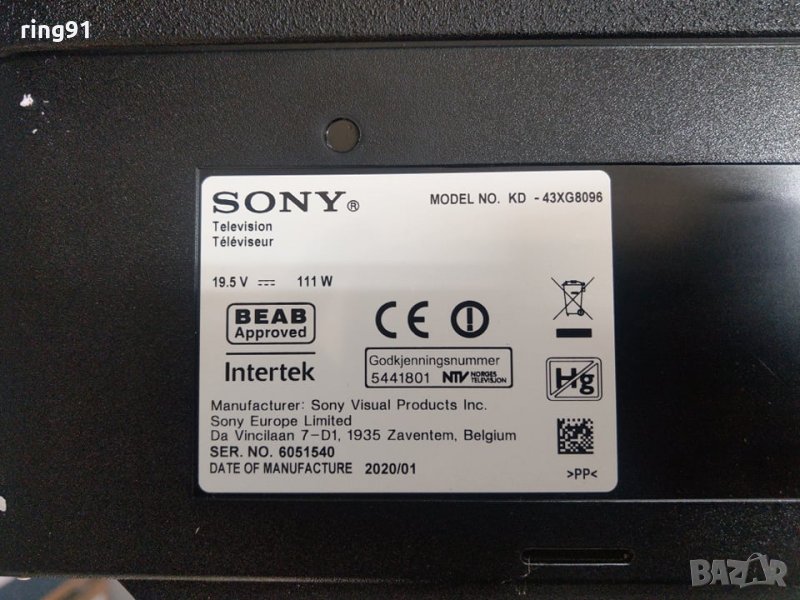 ring91
SONY®
MODEL NO. KD - 43XG8096
Television
Téléviseur
19.5 V 111 W
BEAB
Approved
CE
Intertek
Godkjenningsnummer
5441801 NTV NORGES TELEVISJON
Hg
Manufacturer: Sony Visual Products Inc.
Sony Europe Limited
Da Vincilaan 7-D1, 1935 Zaventem, Belgium
SER. NO. 6051540
DATE OF MANUFACTURE 2020/01
>PP<
BAZAR